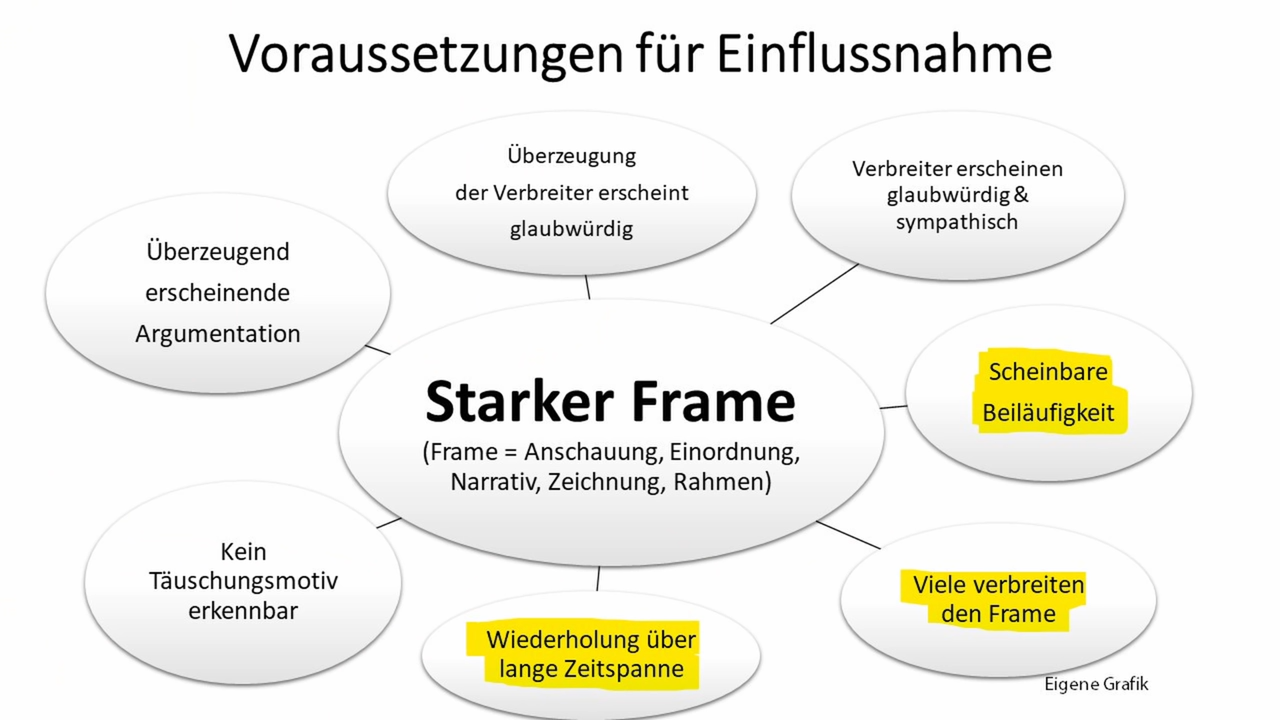 Voraussetzungen für Einflussnahme
Überzeugung
der Verbreiter erscheint
glaubwürdig
Verbreiter erscheinen
glaubwürdig &
sympathisch
Überzeugend
erscheinende
Argumentation
Starker Frame
(Frame = Anschauung, Einordnung,
Narrativ, Zeichnung, Rahmen)
Scheinbare
Beiläufigkeit
Kein
Täuschungsmotiv
erkennbar
Wiederholung über
lange Zeitspanne
Viele verbreiten
den Frame
Eigene Grafik